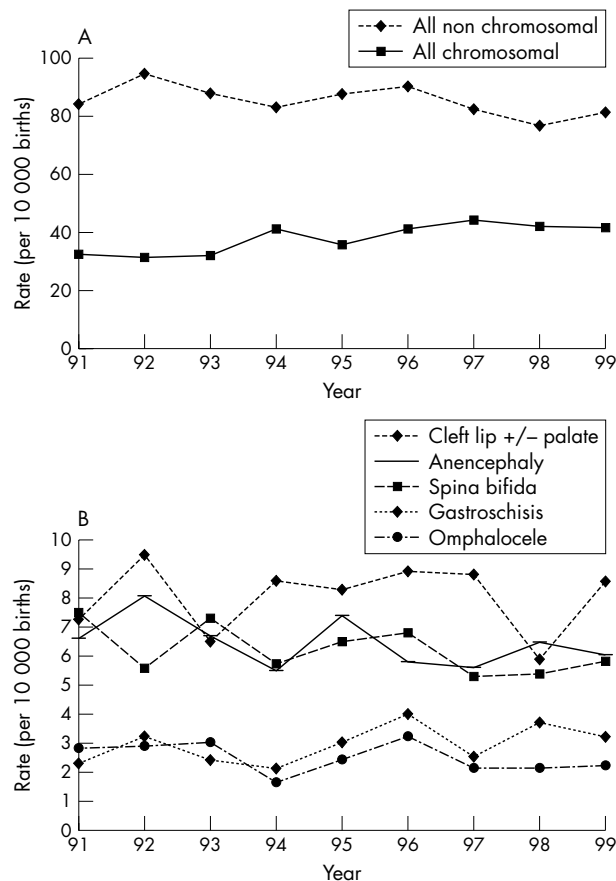 A
All non chromosomal
All chromosomal
100
80
60
40
20
0
Rate (per 10 000 births)
91 92 93 94 95 96 97 98 99
Year
Cleft lip +/– palate
Anencephaly
Spina bifida
Gastroschisis
Omphalocele
B
10
9
8
7
6
5
4
3
2
1
0
Rate (per 10 000 births)
91 92 93 94 95 96 97 98 99
Year